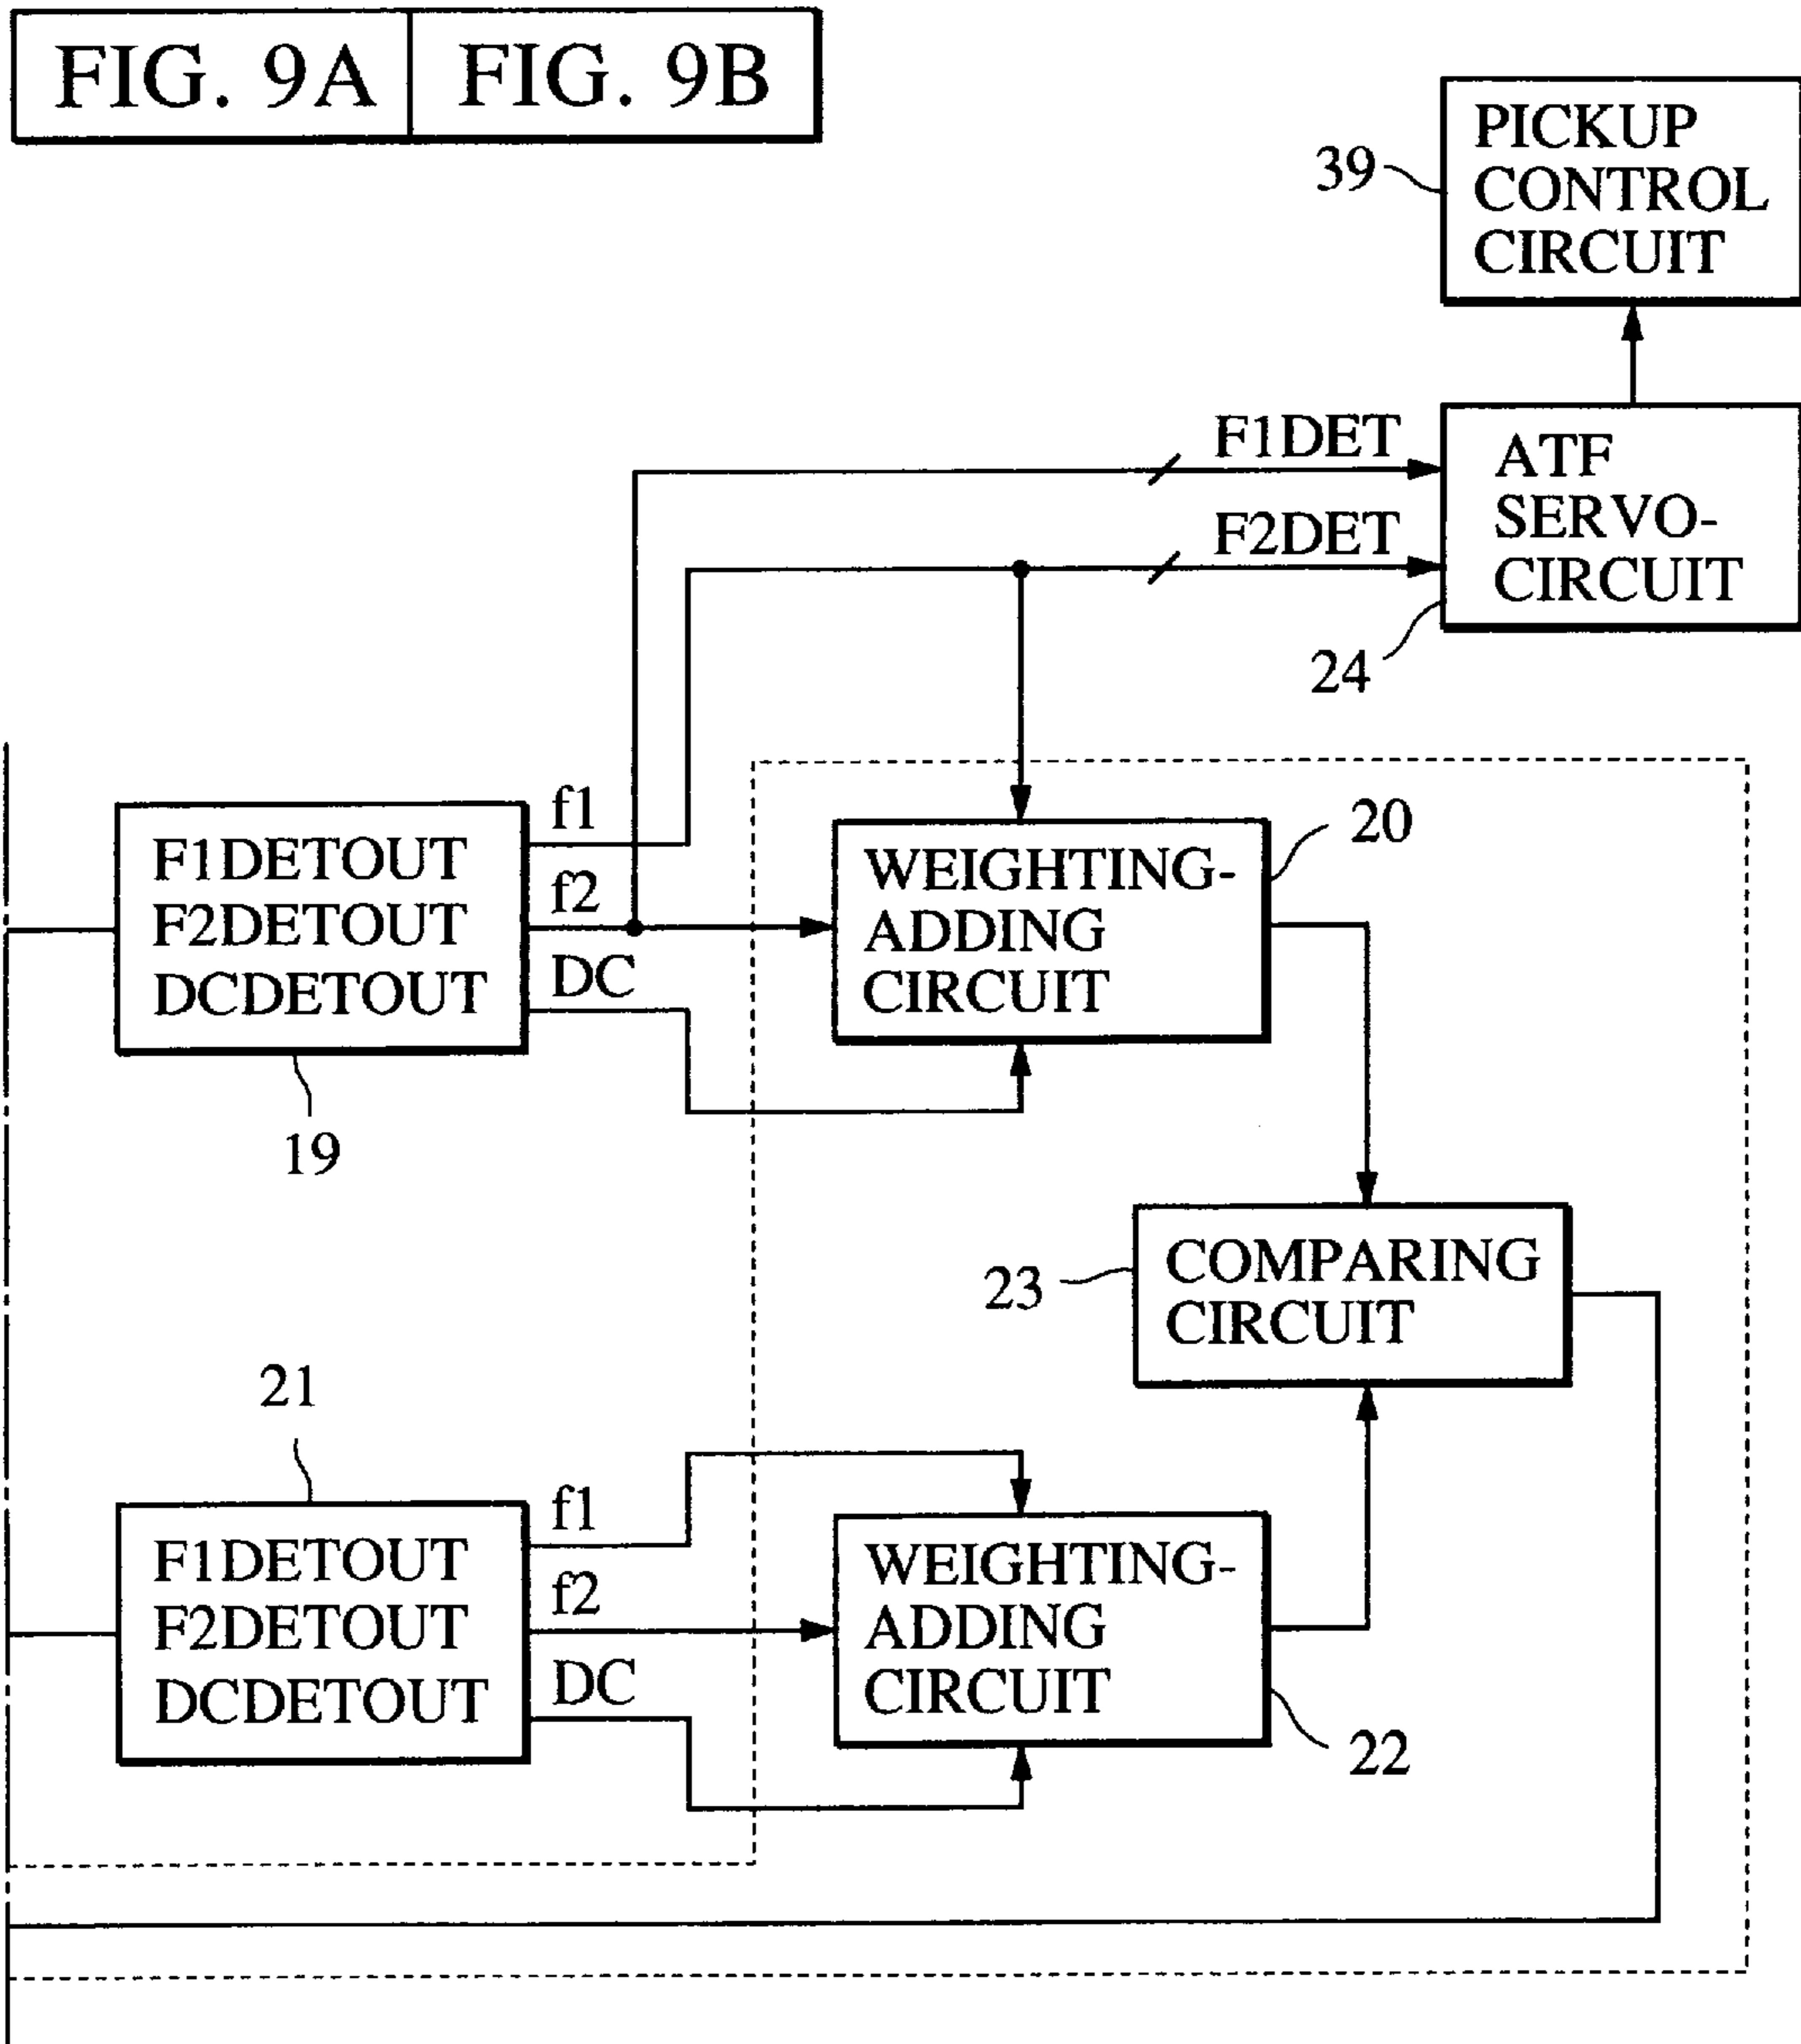 FIG. 9A FIG. 9B
PICKUP
CONTROL
CIRCUIT
39
F1DET
F2DET
ATF
SERVO-
CIRCUIT
24
F1DETOUT
F2DETOUT
DCDETOUT
f1
f2
DC
19
WEIGHTING-
ADDING
CIRCUIT
20
COMPARING
CIRCUIT
23
21
F1DETOUT
F2DETOUT
DCDETOUT
f1
f2
DC
WEIGHTING-
ADDING
CIRCUIT
22